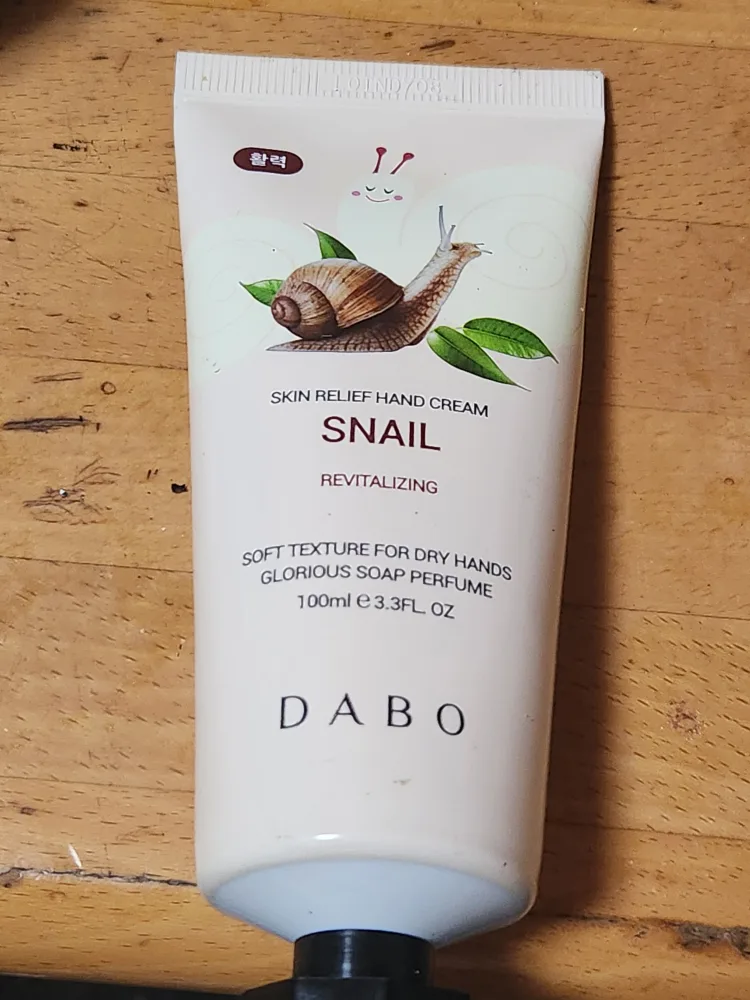 활력
SKIN RELIEF HAND CREAM
SNAIL
REVITALIZING
SOFT TEXTURE FOR DRY HANDS
GLORIOUS SOAP PERFUME
100ml ℮ 3.3FL. OZ
DABO